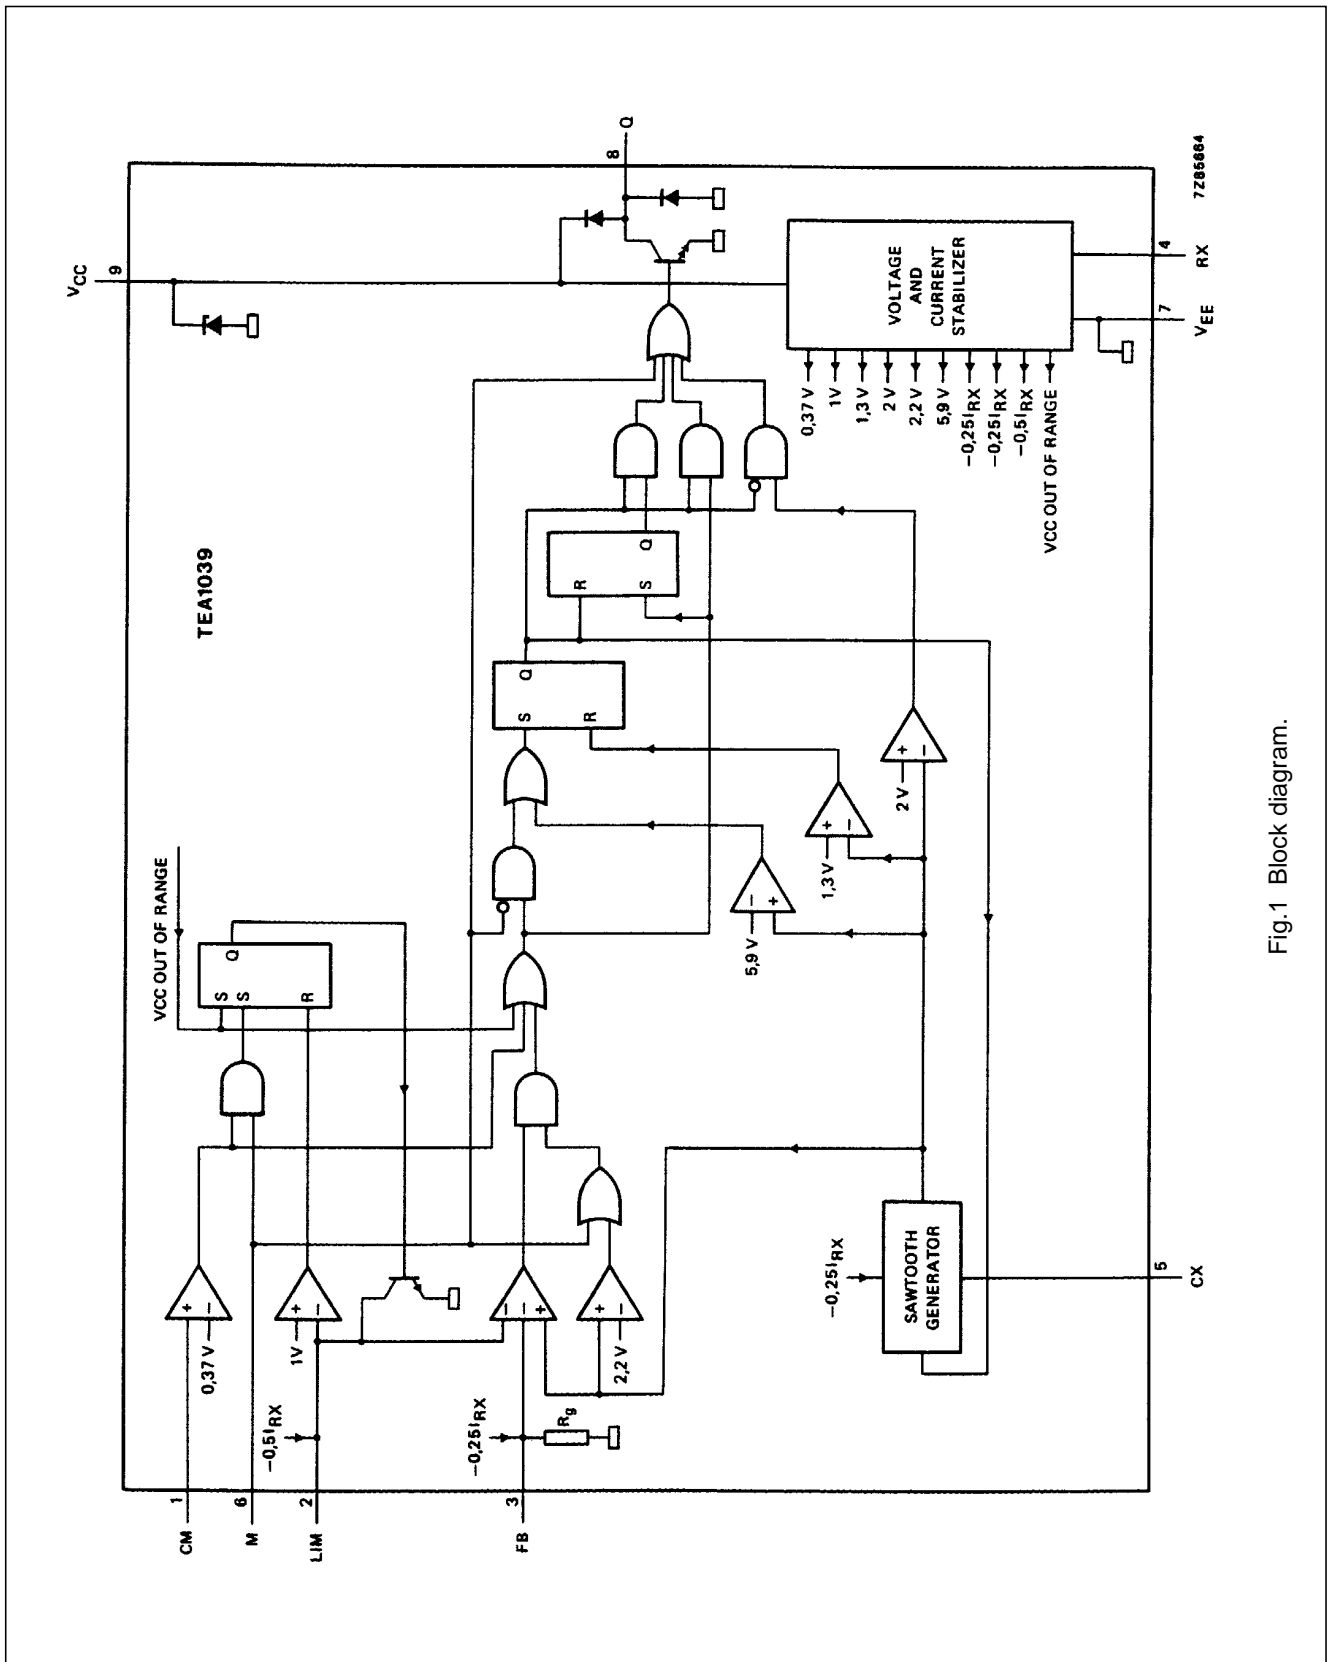 TEA1039
VCC
9
8
Q
VCC OUT OF RANGE
S
S
R
Q
S
R
Q
R
S
Q
VOLTAGE
AND
CURRENT
STABILIZER
0,37 V
1V
1,3 V
2 V
2,2 V
5,9 V
−0,25IRX
−0,25IRX
−0,5IRX
VCC OUT OF RANGE
4
RX
7
VEE
CM
1
M
6
LIM
2
FB
3
+
−
0,37 V
+
−
1V
−0,5IRX
−
−
+
−0,25IRX
Rg
+
−
2,2 V
−
+
5,9 V
+
−
1,3 V
+
−
2 V
−0,25IRX
SAWTOOTH
GENERATOR
5
CX
7Z85664
Fig.1 Block diagram.